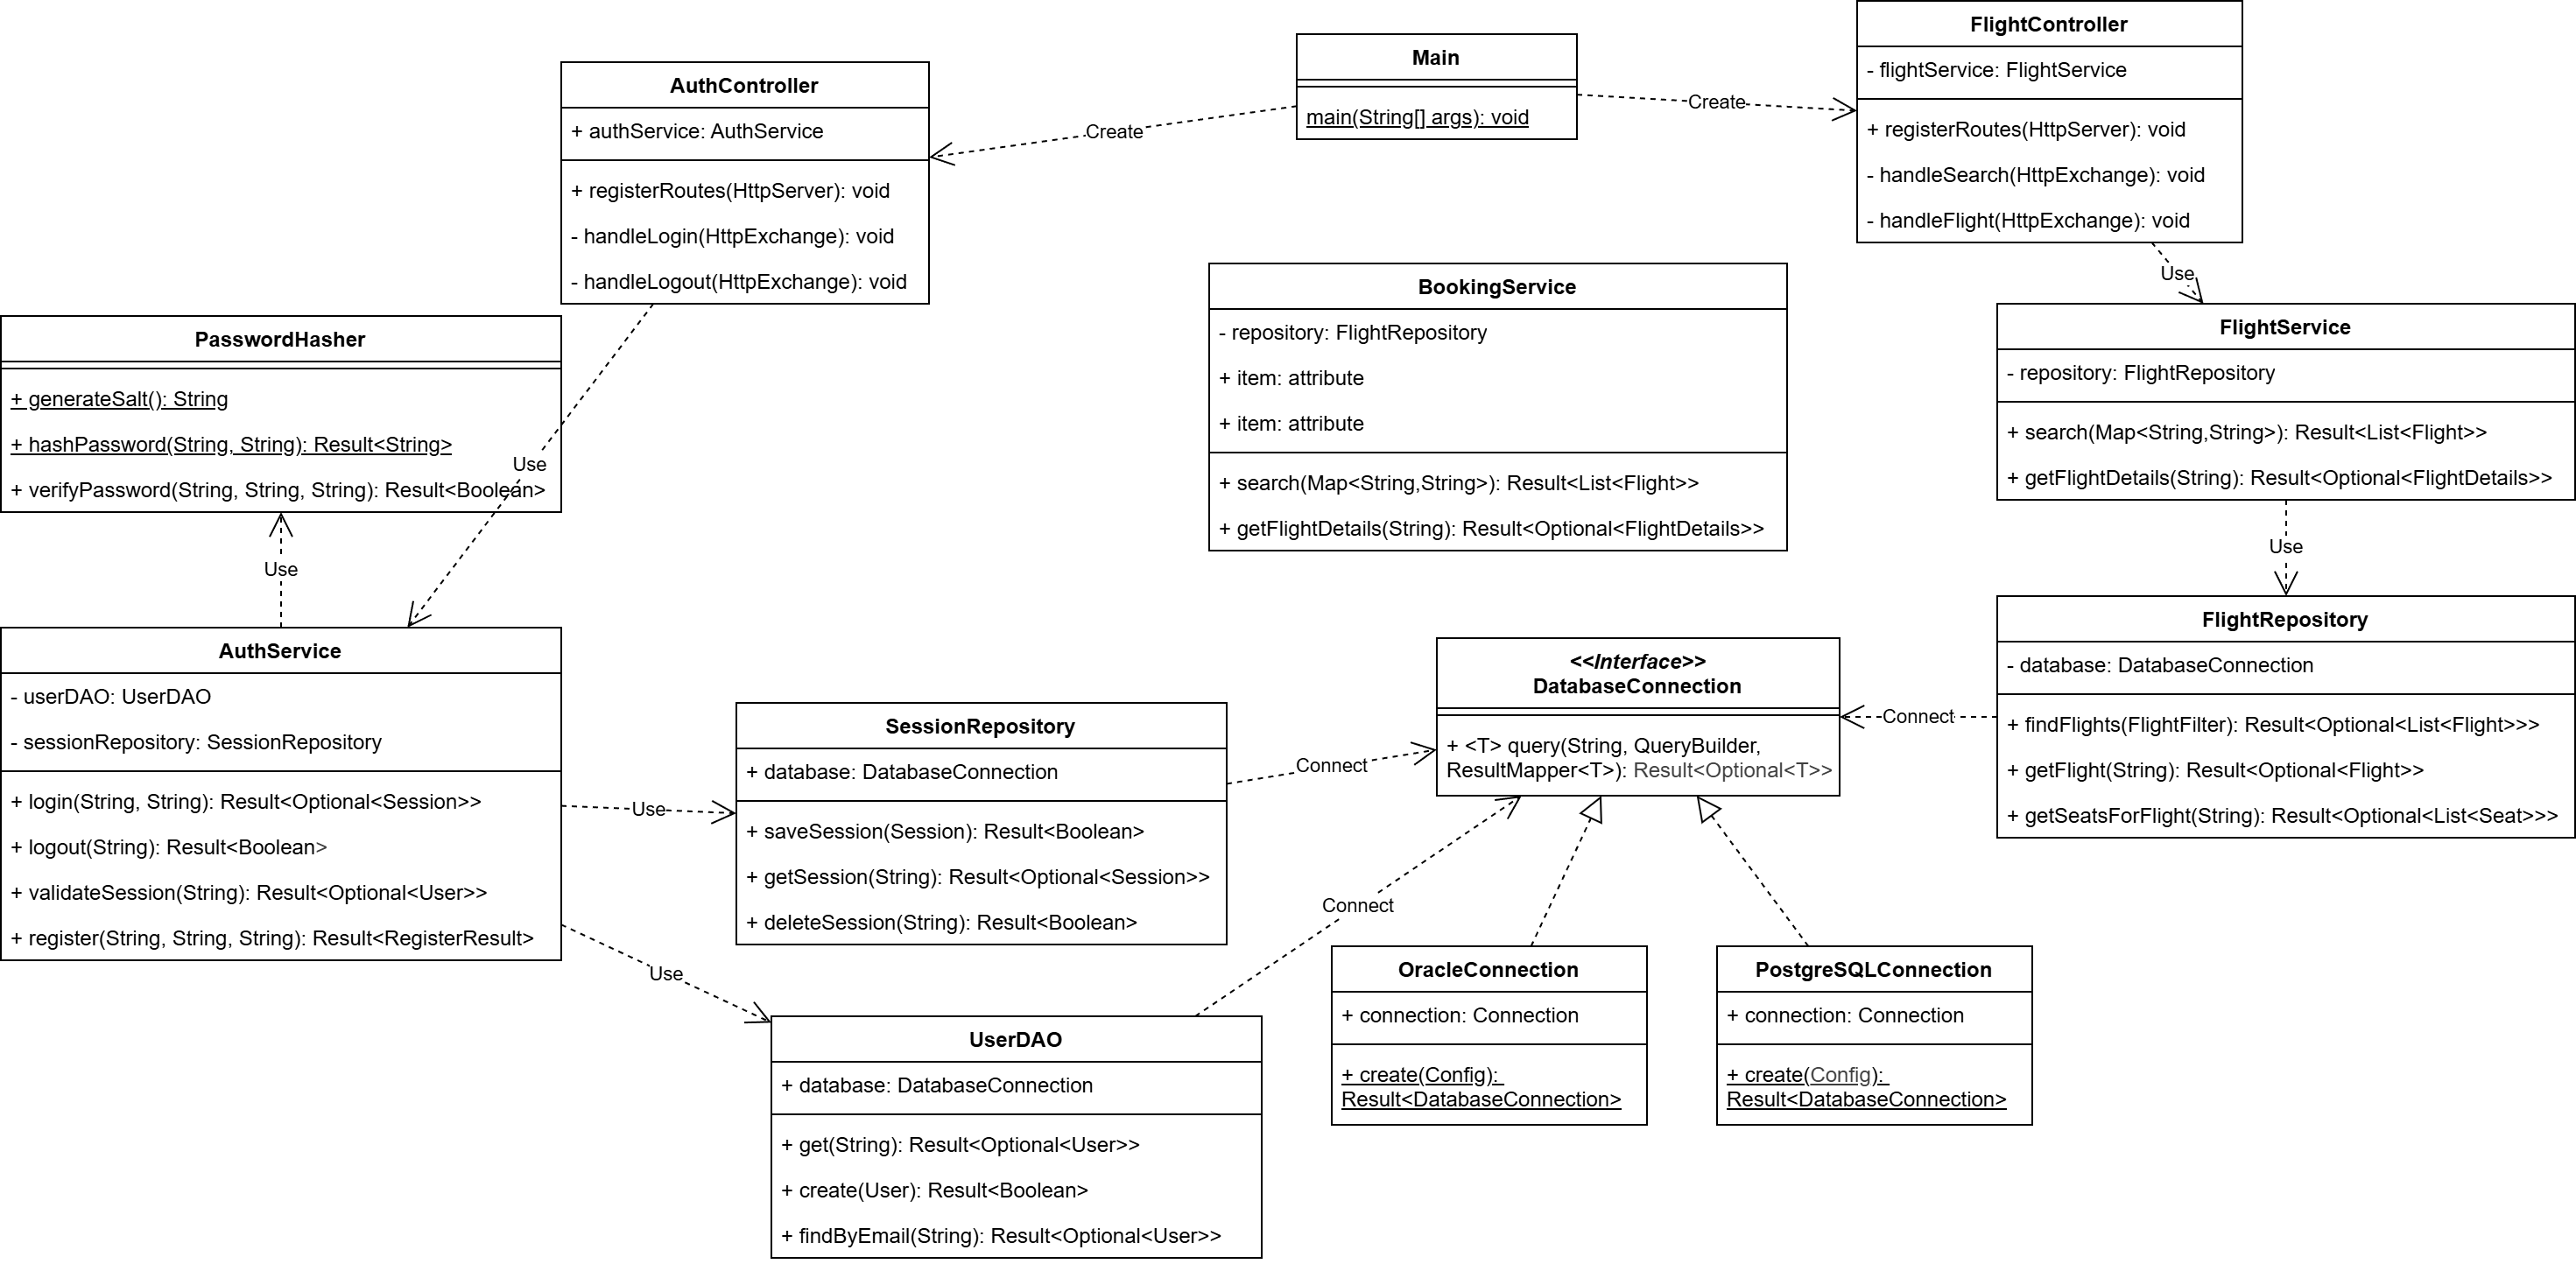 FlightController
- flightService: FlightService
+ registerRoutes(HttpServer): void
- handleSearch(HttpExchange): void
- handleFlight(HttpExchange): void
Main
main(String[] args): void
Create
Create
AuthController
+ authService: AuthService
+ registerRoutes(HttpServer): void
- handleLogin(HttpExchange): void
- handleLogout(HttpExchange): void
Use
BookingService
- repository: FlightRepository
+ item: attribute
+ item: attribute
+ search(Map<String,String>): Result<List<Flight>>
+ getFlightDetails(String): Result<Optional<FlightDetails>>
FlightService
- repository: FlightRepository
+ search(Map<String,String>): Result<List<Flight>>
+ getFlightDetails(String): Result<Optional<FlightDetails>>
PasswordHasher
+ generateSalt(): String
+ hashPassword(String, String): Result<String>
+ verifyPassword(String, String, String): Result<Boolean>
Use
Use
Use
AuthService
- userDAO: UserDAO
- sessionRepository: SessionRepository
+ login(String, String): Result<Optional<Session>>
+ logout(String): Result<Boolean>
+ validateSession(String): Result<Optional<User>>
+ register(String, String, String): Result<RegisterResult>
Use
Use
SessionRepository
+ database: DatabaseConnection
+ saveSession(Session): Result<Boolean>
+ getSession(String): Result<Optional<Session>>
+ deleteSession(String): Result<Boolean>
Connect
<<Interface>>
DatabaseConnection
+ <T> query(String, QueryBuilder,
ResultMapper<T>): Result<Optional<T>>
Connect
FlightRepository
- database: DatabaseConnection
+ findFlights(FlightFilter): Result<Optional<List<Flight>>>
+ getFlight(String): Result<Optional<Flight>>
+ getSeatsForFlight(String): Result<Optional<List<Seat>>>
Connect
UserDAO
+ database: DatabaseConnection
+ get(String): Result<Optional<User>>
+ create(User): Result<Boolean>
+ findByEmail(String): Result<Optional<User>>
OracleConnection
+ connection: Connection
+ create(Config):
Result<DatabaseConnection>
PostgreSQLConnection
+ connection: Connection
+ create(Config):
Result<DatabaseConnection>